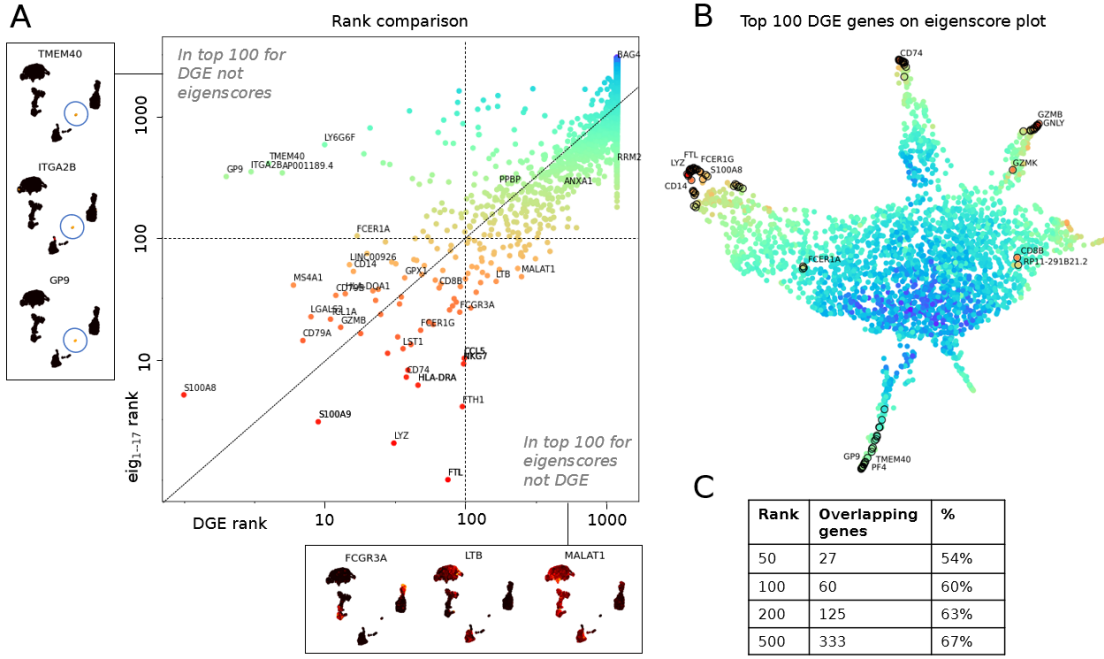 A
Rank comparison
TMEM40
ITGA2B
GP9
In top 100 for
DGE not
eigenscores
BAG4
1000
LY6G6F
TMEM40
ITGA2B
AP001189.4
GP9
RRM2
PPBP
ANXA1
100
FCER1A
LINC00926
CD14
MS4A1
GPX1
CD8B
LTB
MALAT1
CD79B
HLA-DQA1
LGALS2
FCGR3A
GZMB
FCER1G
CD79A
LST1
CCL5
NKG7
10
CD74
HLA-DRA
S100A8
FTH1
S100A9
LYZ
In top 100 for
eigenscores
not DGE
FTL
eig1−17 rank
DGE rank
10
100
1000
FCGR3A
LTB
MALAT1
B
Top 100 DGE genes on eigenscore plot
CD74
GZMB
GNLY
GZMK
FTL
LYZ
FCER1G
S100A8
CD14
FCER1A
CD8B
RP11-291B21.2
GP9
TMEM40
PF4
C
Rank
Overlapping
genes
%
50
27
54%
100
60
60%
200
125
63%
500
333
67%